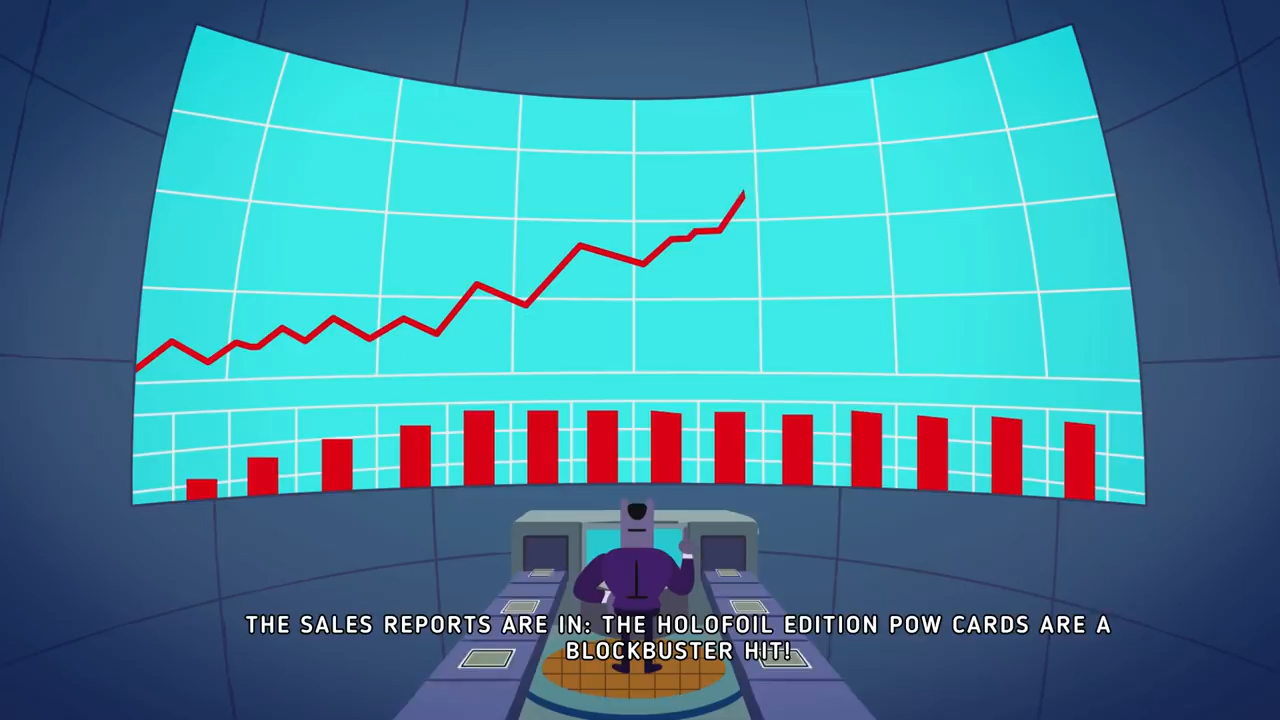 THE SALES REPORTS ARE IN: THE HOLOFOIL EDITION POW CARDS ARE A
BLOCKBUSTER HIT!